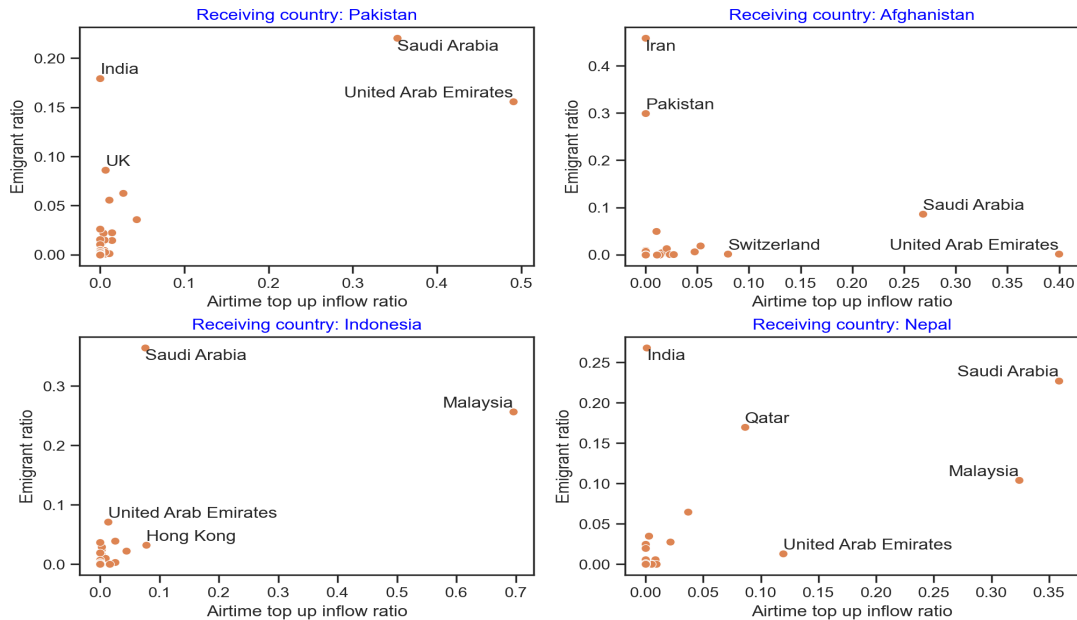 Receiving country: Pakistan
Emigrant ratio
0.20
0.15
0.10
0.05
0.00
Saudi Arabia
India
United Arab Emirates
UK
0.0 0.1 0.2 0.3 0.4 0.5
Airtime top up inflow ratio
Receiving country: Afghanistan
Emigrant ratio
0.4
0.3
0.2
0.1
0.0
Iran
Pakistan
Saudi Arabia
Switzerland
United Arab Emirates
0.00 0.05 0.10 0.15 0.20 0.25 0.30 0.35 0.40
Airtime top up inflow ratio
Receiving country: Indonesia
Emigrant ratio
0.3
0.2
0.1
0.0
Saudi Arabia
Malaysia
United Arab Emirates
Hong Kong
0.0 0.1 0.2 0.3 0.4 0.5 0.6 0.7
Airtime top up inflow ratio
Receiving country: Nepal
Emigrant ratio
0.25
0.20
0.15
0.10
0.05
0.00
India
Saudi Arabia
Qatar
Malaysia
United Arab Emirates
0.00 0.05 0.10 0.15 0.20 0.25 0.30 0.35
Airtime top up inflow ratio